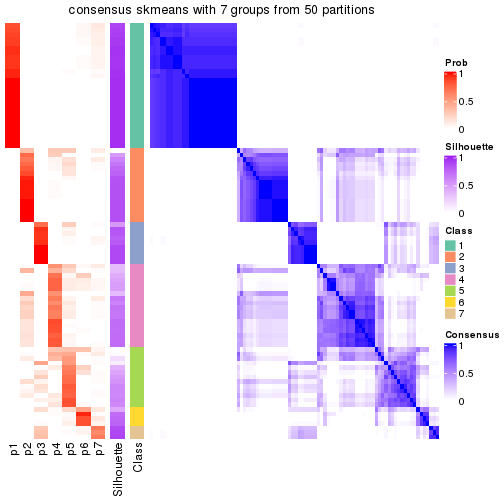 consensus skmeans with 7 groups from 50 partitions
Prob
1
0.5
0
Silhouette
1
0.5
0
Class
1
2
3
4
5
6
7
Consensus
1
0.5
0
p1
p2
p3
p4
p5
p6
p7
Silhouette
Class